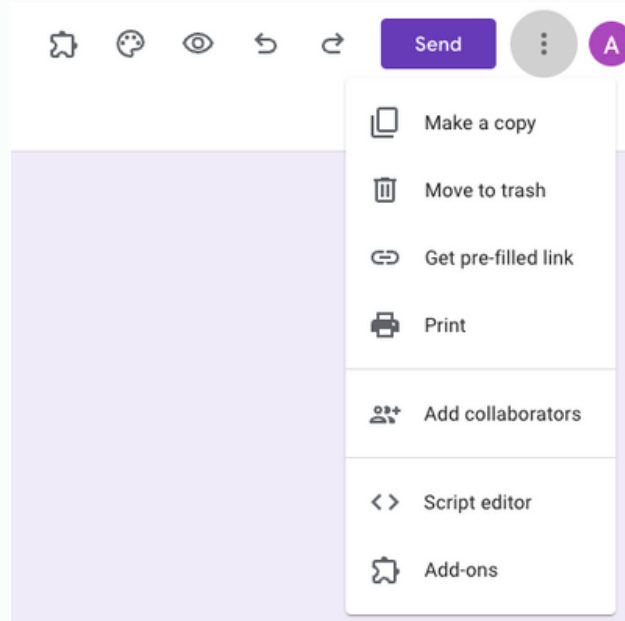 Send
A
Make a copy
Move to trash
Get pre-filled link
Print
Add collaborators
Script editor
Add-ons